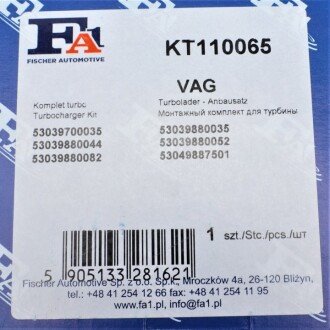 FA1
FISCHER AUTOMOTIVE
KT110065
VAG
Komplet turbo
Turbocharger Kit
Turbolader - Anbausatz
Монтажный комплект для турбины
53039700035
53039880044
53039880082
53039880035
53039880052
53049887501
1 szt./Stc./pcs./шт
5 905133 281621
Fischer Automotive Sp. z o.o. Sp.k., Mroczków 4a, 26-120 Bliżyn,
tel.: +48 41 254 12 66 fax: +48 41 254 11 95
www.fa1.pl info@fa1.pl